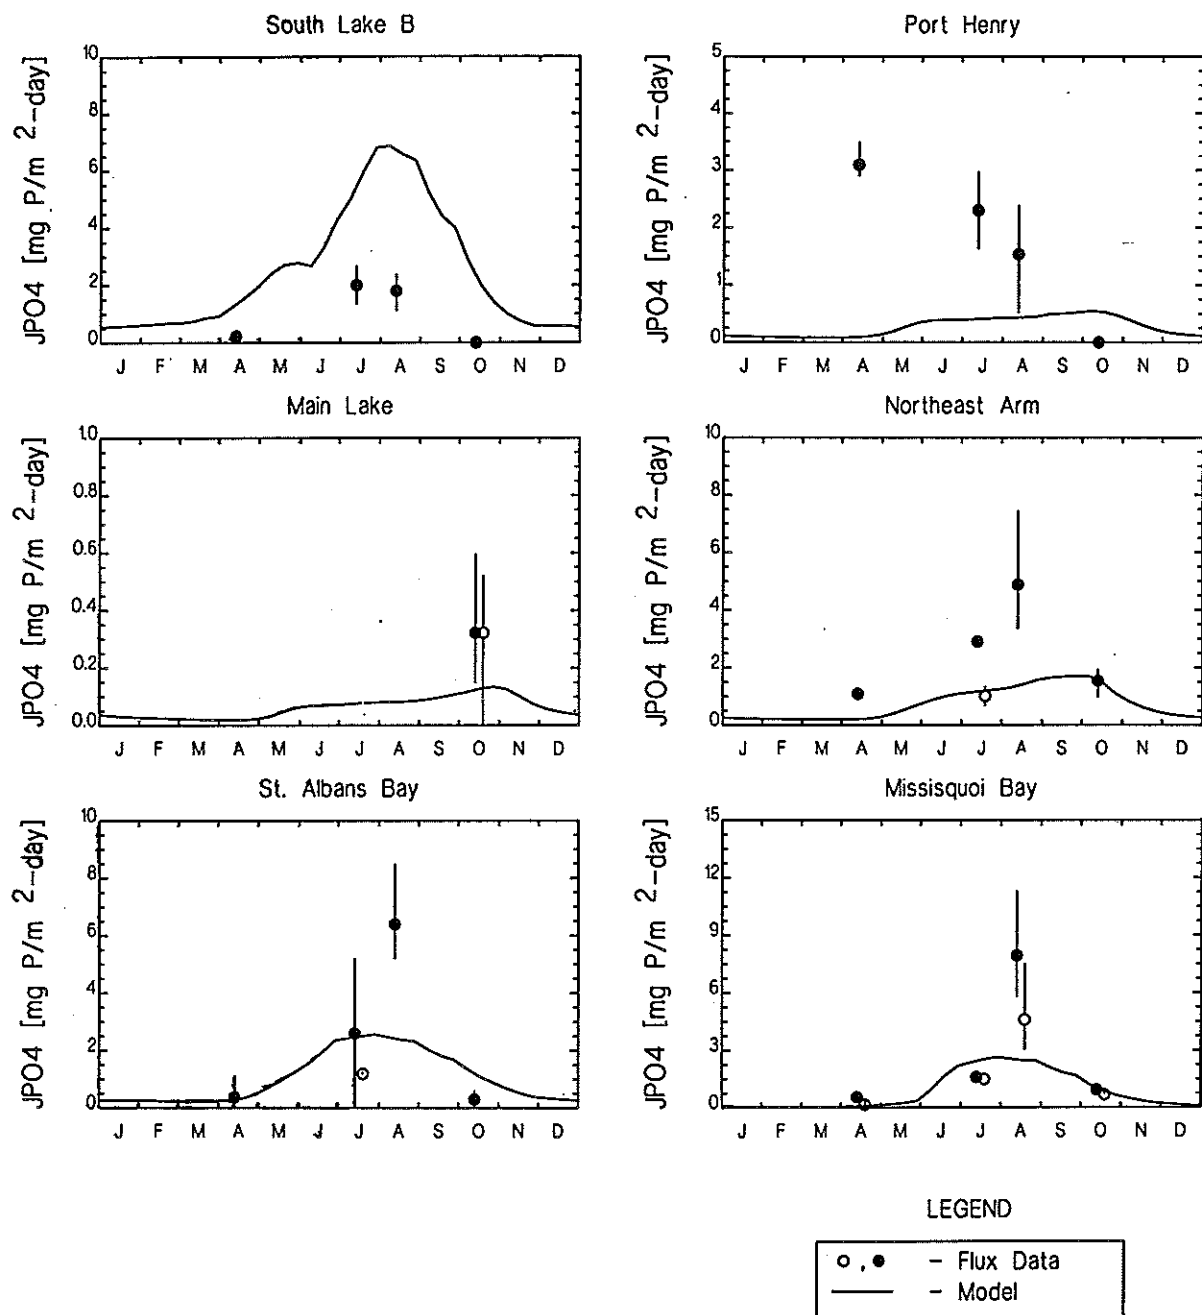 South Lake B
JPO4 [mg P/m 2-day]
10
8
6
4
2
0
J F M A M J J A S O N D
Port Henry
JPO4 [mg P/m 2-day]
5
4
3
2
1
0
J F M A M J J A S O N D
Main Lake
JPO4 [mg P/m 2-day]
1.0
0.8
0.6
0.4
0.2
0.0
J F M A M J J A S O N D
Northeast Arm
JPO4 [mg P/m 2-day]
10
8
6
4
2
0
J F M A M J J A S O N D
St. Albans Bay
JPO4 [mg P/m 2-day]
10
8
6
4
2
0
J F M A M J J A S O N D
Missisquoi Bay
JPO4 [mg P/m 2-day]
15
12
9
6
3
0
J F M A M J J A S O N D
LEGEND
, - Flux Data
- Model